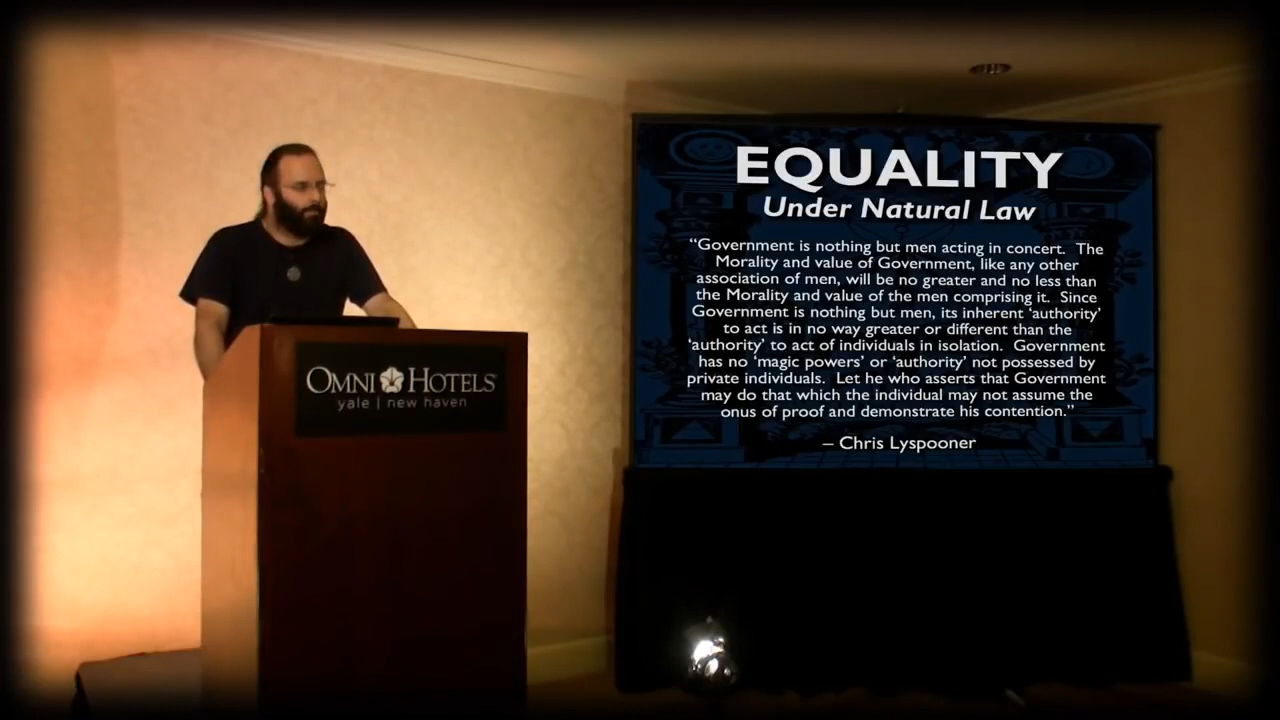 OMNI HOTELS
yale | new haven
EQUALITY
Under Natural Law
“Government is nothing but men acting in concert. The
Morality and value of Government, like any other
association of men, will be no greater and no less than
the Morality and value of the men comprising it. Since
Government is nothing but men, its inherent ‘authority’
to act is in no way greater or different than the
‘authority’ to act of individuals in isolation. Government
has no ‘magic powers’ or ‘authority’ not possessed by
private individuals. Let he who asserts that Government
may do that which the individual may not assume the
onus of proof and demonstrate his contention.”
– Chris Lyspooner